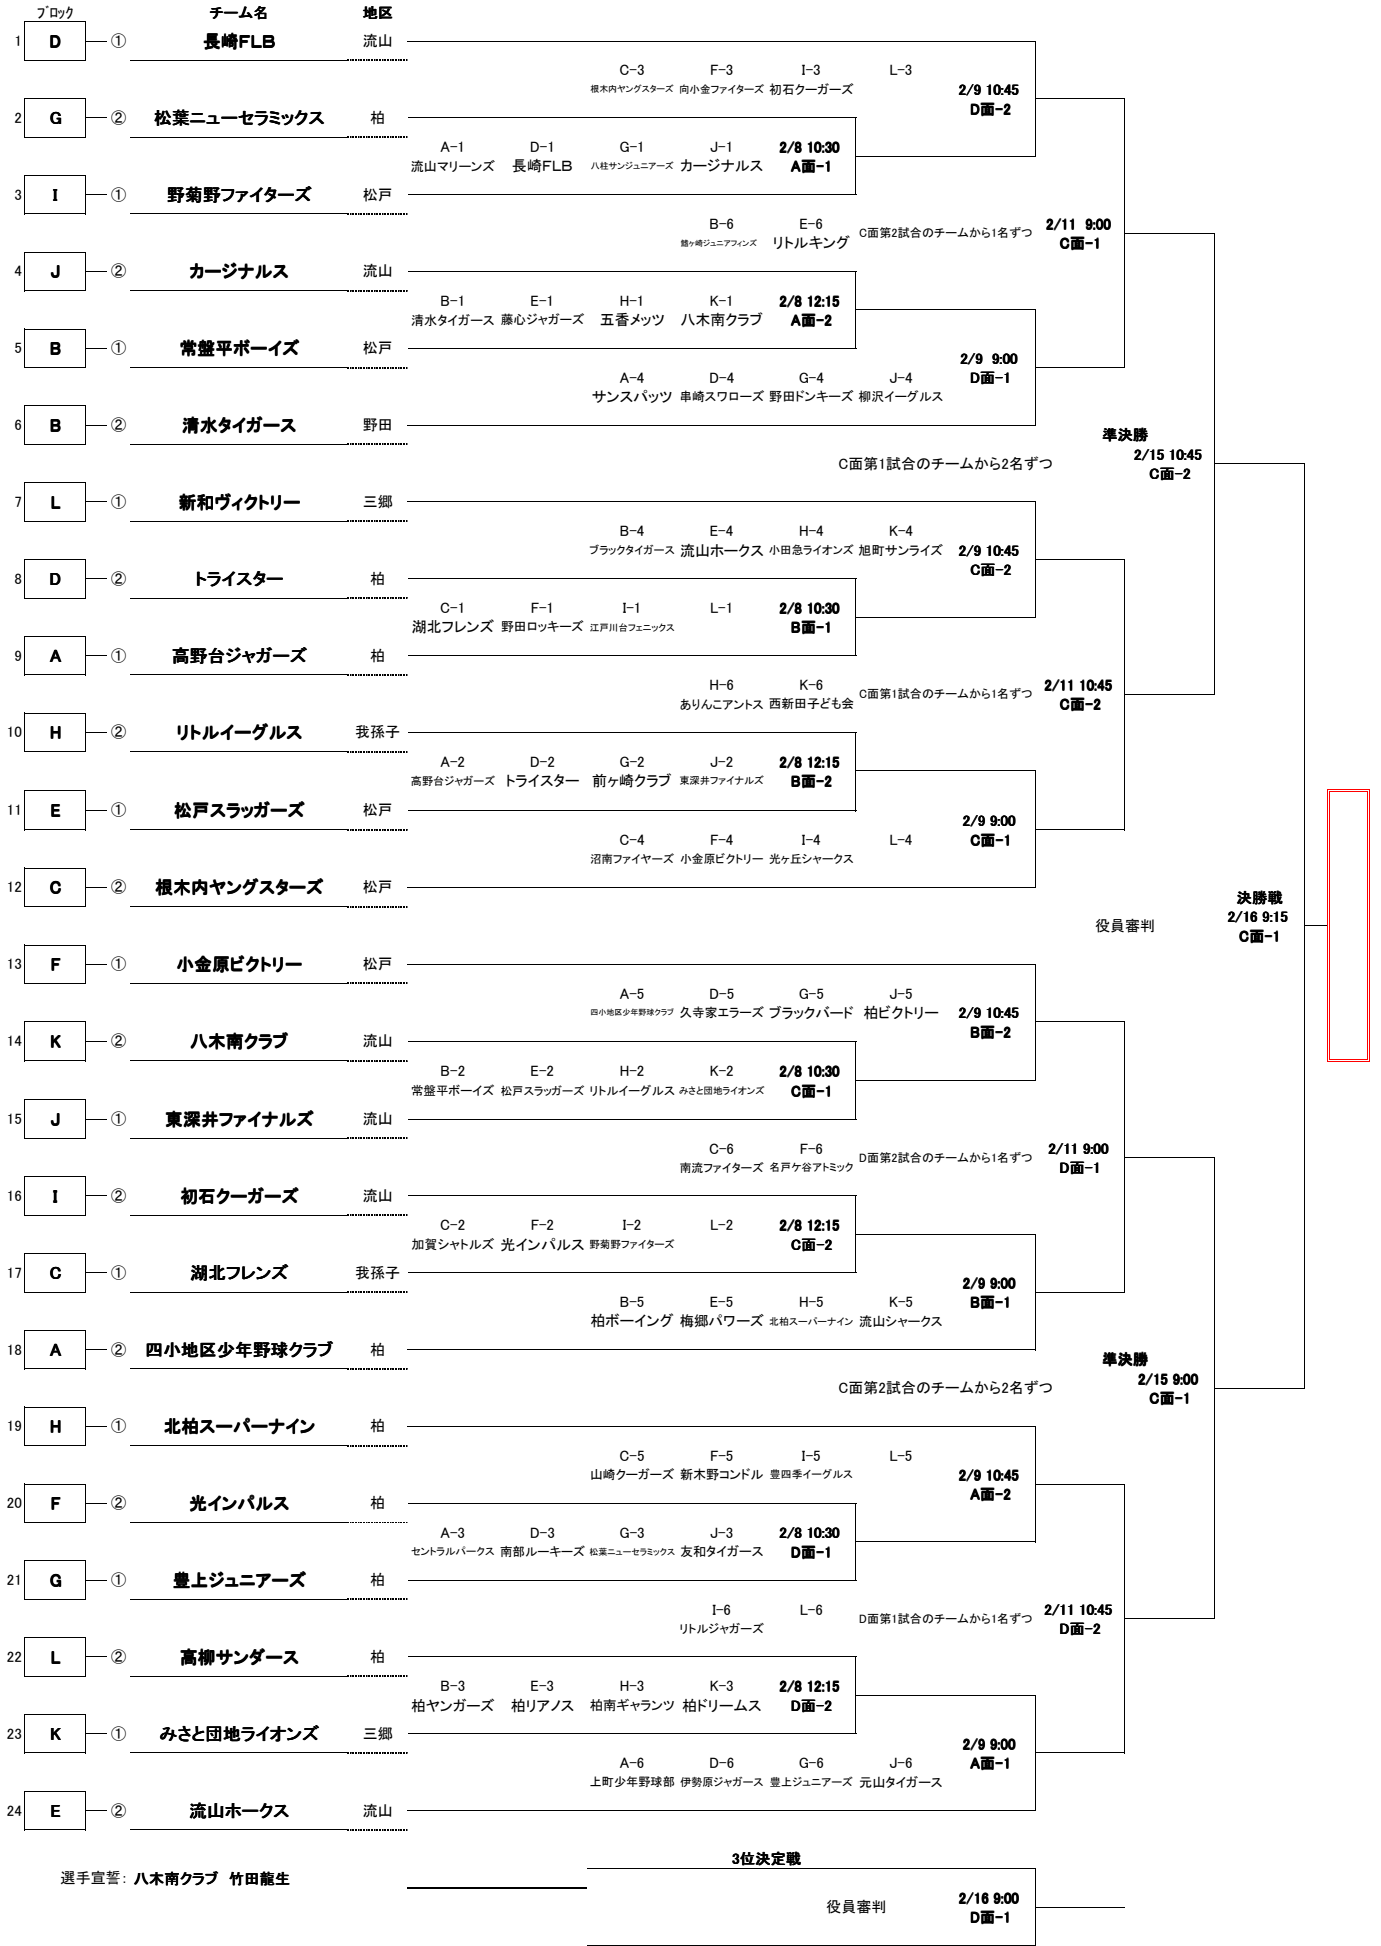 ブロック チーム名 地区
1 D ① 長崎FLB 流山
C-3 F-3 I-3 L-3
根木内ヤングスターズ 向小金ファイターズ 初石クーガーズ 2/9 10:45
D面-2
2 G ② 松葉ニューセラミックス 柏
A-1 D-1 G-1 J-1 2/8 10:30
流山マリーンズ 長崎FLB 八柱サンジュニアーズ カージナルス A面-1
3 I ① 野菊野ファイターズ 松戸
B-6 E-6 2/11 9:00
鰭ヶ崎ジュニアフィンズ リトルキング C面第2試合のチームから1名ずつ C面-1
4 J ② カージナルス 流山
B-1 E-1 H-1 K-1 2/8 12:15
清水タイガース 藤心ジャガーズ 五香メッツ 八木南クラブ A面-2
5 B ① 常盤平ボーイズ 松戸
2/9 9:00
A-4 D-4 G-4 J-4 D面-1
サンスパッツ 串崎スワローズ 野田ドンキーズ 柳沢イーグルス
6 B ② 清水タイガース 野田
準決勝
2/15 10:45
C面第1試合のチームから2名ずつ C面-2
7 L ① 新和ヴィクトリー 三郷
B-4 E-4 H-4 K-4
ブラックタイガース 流山ホークス 小田急ライオンズ 旭町サンライズ 2/9 10:45
C面-2
8 D ② トライスター 柏
C-1 F-1 I-1 L-1 2/8 10:30
湖北フレンズ 野田ロッキーズ 江戸川台フェニックス B面-1
9 A ① 高野台ジャガーズ 柏
H-6 K-6 2/11 10:45
ありんこアントス 西新田子ども会 C面第1試合のチームから1名ずつ C面-2
10 H ② リトルイーグルス 我孫子
A-2 D-2 G-2 J-2 2/8 12:15
高野台ジャガーズ トライスター 前ヶ崎クラブ 東深井ファイナルズ B面-2
11 E ① 松戸スラッガーズ 松戸
2/9 9:00
C-4 F-4 I-4 L-4 C面-1
沼南ファイヤーズ 小金原ビクトリー 光ヶ丘シャークス
12 C ② 根木内ヤングスターズ 松戸
決勝戦
役員審判 2/16 9:15
C面-1
13 F ① 小金原ビクトリー 松戸
A-5 D-5 G-5 J-5
四小地区少年野球クラブ 久寺家エラーズ ブラックバード 柏ビクトリー 2/9 10:45
B面-2
14 K ② 八木南クラブ 流山
B-2 E-2 H-2 K-2 2/8 10:30
常盤平ボーイズ 松戸スラッガーズ リトルイーグルス みさと団地ライオンズ C面-1
15 J ① 東深井ファイナルズ 流山
C-6 F-6 2/11 9:00
南流ファイターズ 名戸ケ谷アトミック D面第2試合のチームから1名ずつ D面-1
16 I ② 初石クーガーズ 流山
C-2 F-2 I-2 L-2 2/8 12:15
加賀シャトルズ 光インパルス 野菊野ファイターズ C面-2
17 C ① 湖北フレンズ 我孫子
2/9 9:00
B-5 E-5 H-5 K-5 B面-1
柏ボーイング 梅郷パワーズ 北柏スーパーナイン 流山シャークス
18 A ② 四小地区少年野球クラブ 柏
準決勝
2/15 9:00
C面第2試合のチームから2名ずつ C面-1
19 H ① 北柏スーパーナイン 柏
C-5 F-5 I-5 L-5
山崎クーガーズ 新木野コンドル 豊四季イーグルス 2/9 10:45
A面-2
20 F ② 光インパルス 柏
A-3 D-3 G-3 J-3 2/8 10:30
セントラルパークス 南部ルーキーズ 松葉ニューセラミックス 友和タイガース D面-1
21 G ① 豊上ジュニアーズ 柏
I-6 L-6 2/11 10:45
リトルジャガーズ D面第1試合のチームから1名ずつ D面-2
22 L ② 高柳サンダース 柏
B-3 E-3 H-3 K-3 2/8 12:15
柏ヤンガーズ 柏リアノス 柏南ギャランツ 柏ドリームス D面-2
23 K ① みさと団地ライオンズ 三郷
2/9 9:00
A-6 D-6 G-6 J-6 A面-1
上町少年野球部 伊勢原ジャガース 豊上ジュニアーズ 元山タイガース
24 E ② 流山ホークス 流山
3位決定戦
選手宣誓: 八木南クラブ 竹田龍生
役員審判 2/16 9:00
D面-1